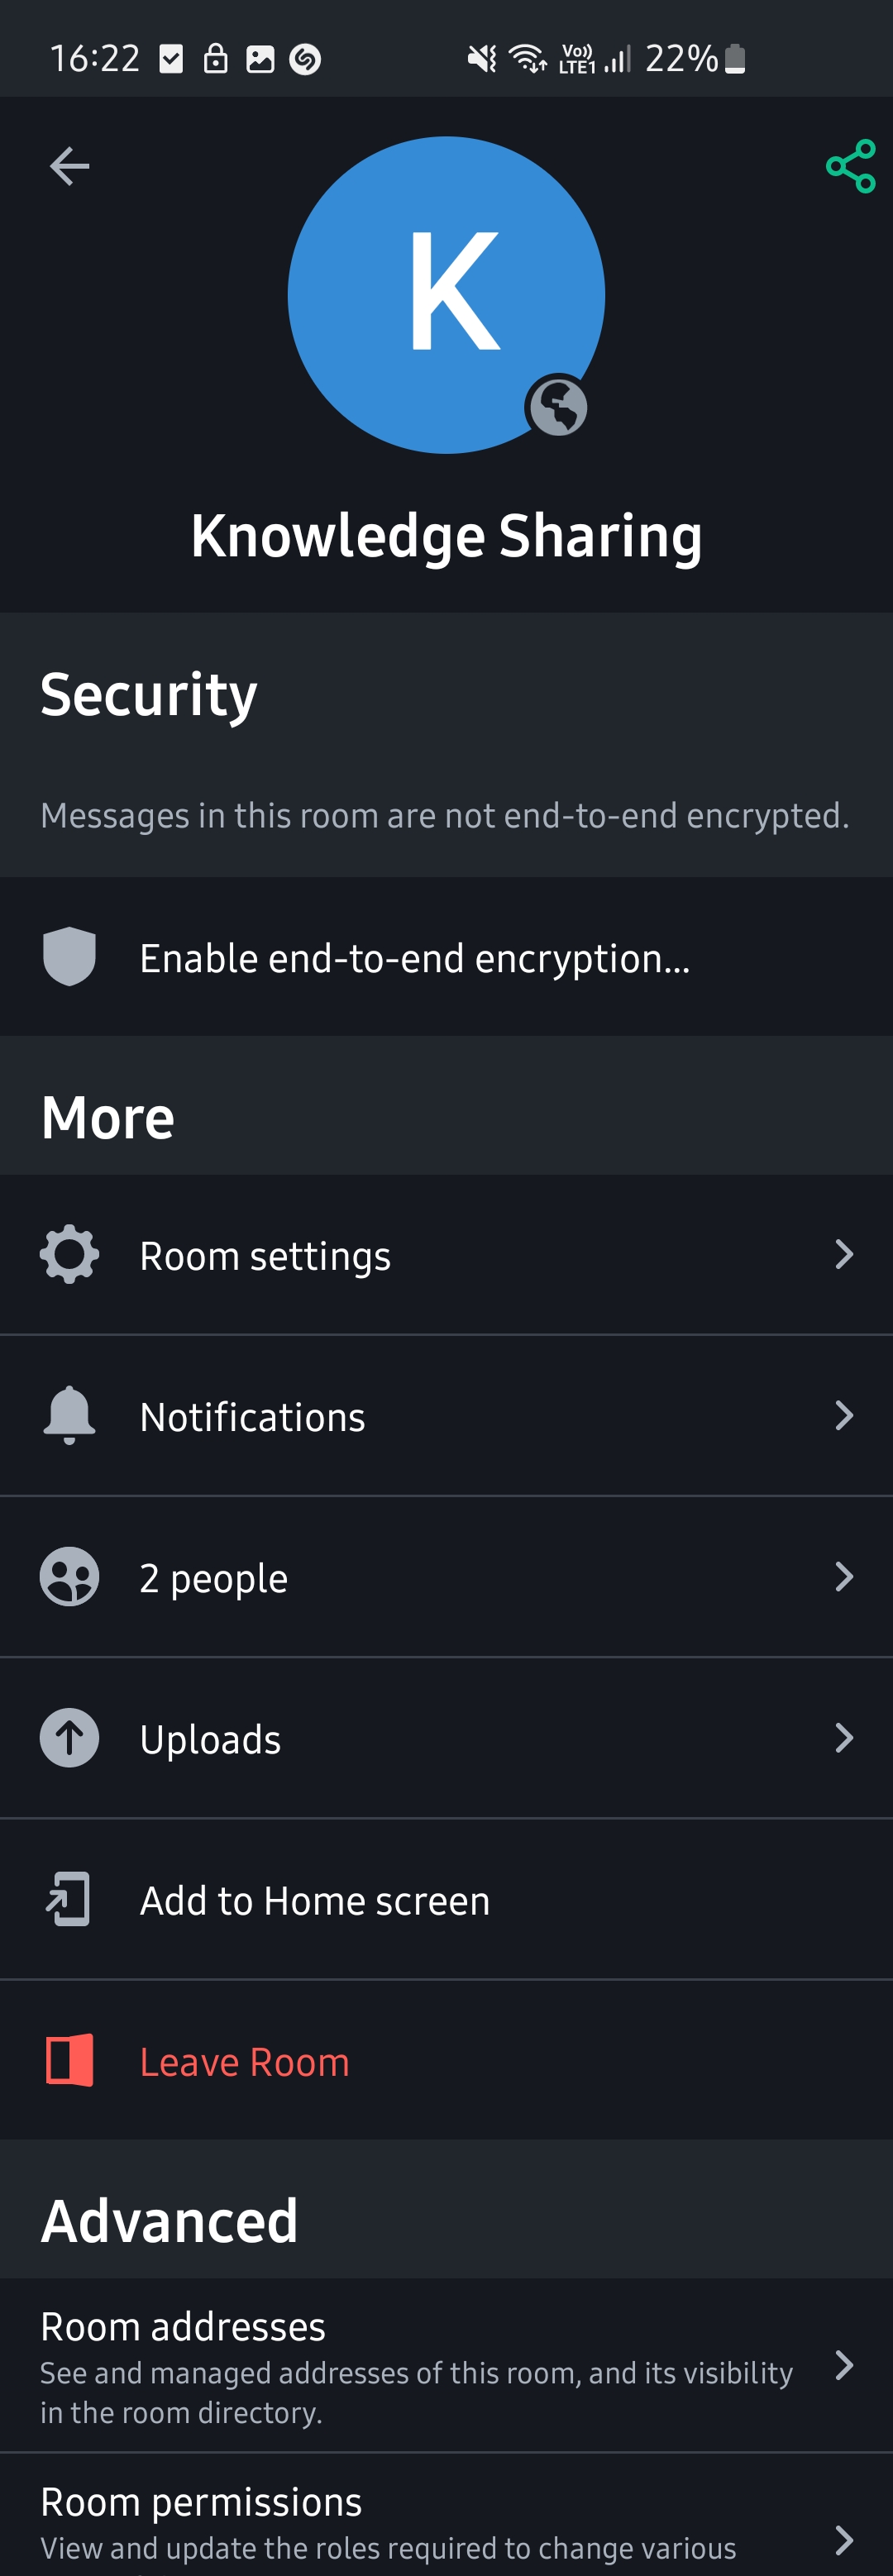 16:22
Vo))
LTE1
22%
K
Knowledge Sharing
Security
Messages in this room are not end-to-end encrypted.
Enable end-to-end encryption...
More
Room settings
Notifications
2 people
Uploads
Add to Home screen
Leave Room
Advanced
Room addresses
See and managed addresses of this room, and its visibility
in the room directory.
Room permissions
View and update the roles required to change various